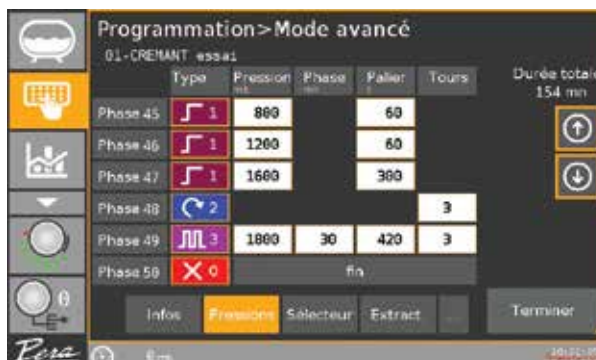 Programmation>Mode avancé
01-CREMANT essai
Type Pression Phase Palier Tours
Durée totale
154 mn
Phase 45 1 800 60
Phase 46 1 1200 60
Phase 47 1 1600 300
Phase 48 2 3
Phase 49 3 1800 30 420 3
Phase 50 0 fin
θ
Infos Pressions Sélecteur Extract ... Terminer
Pera